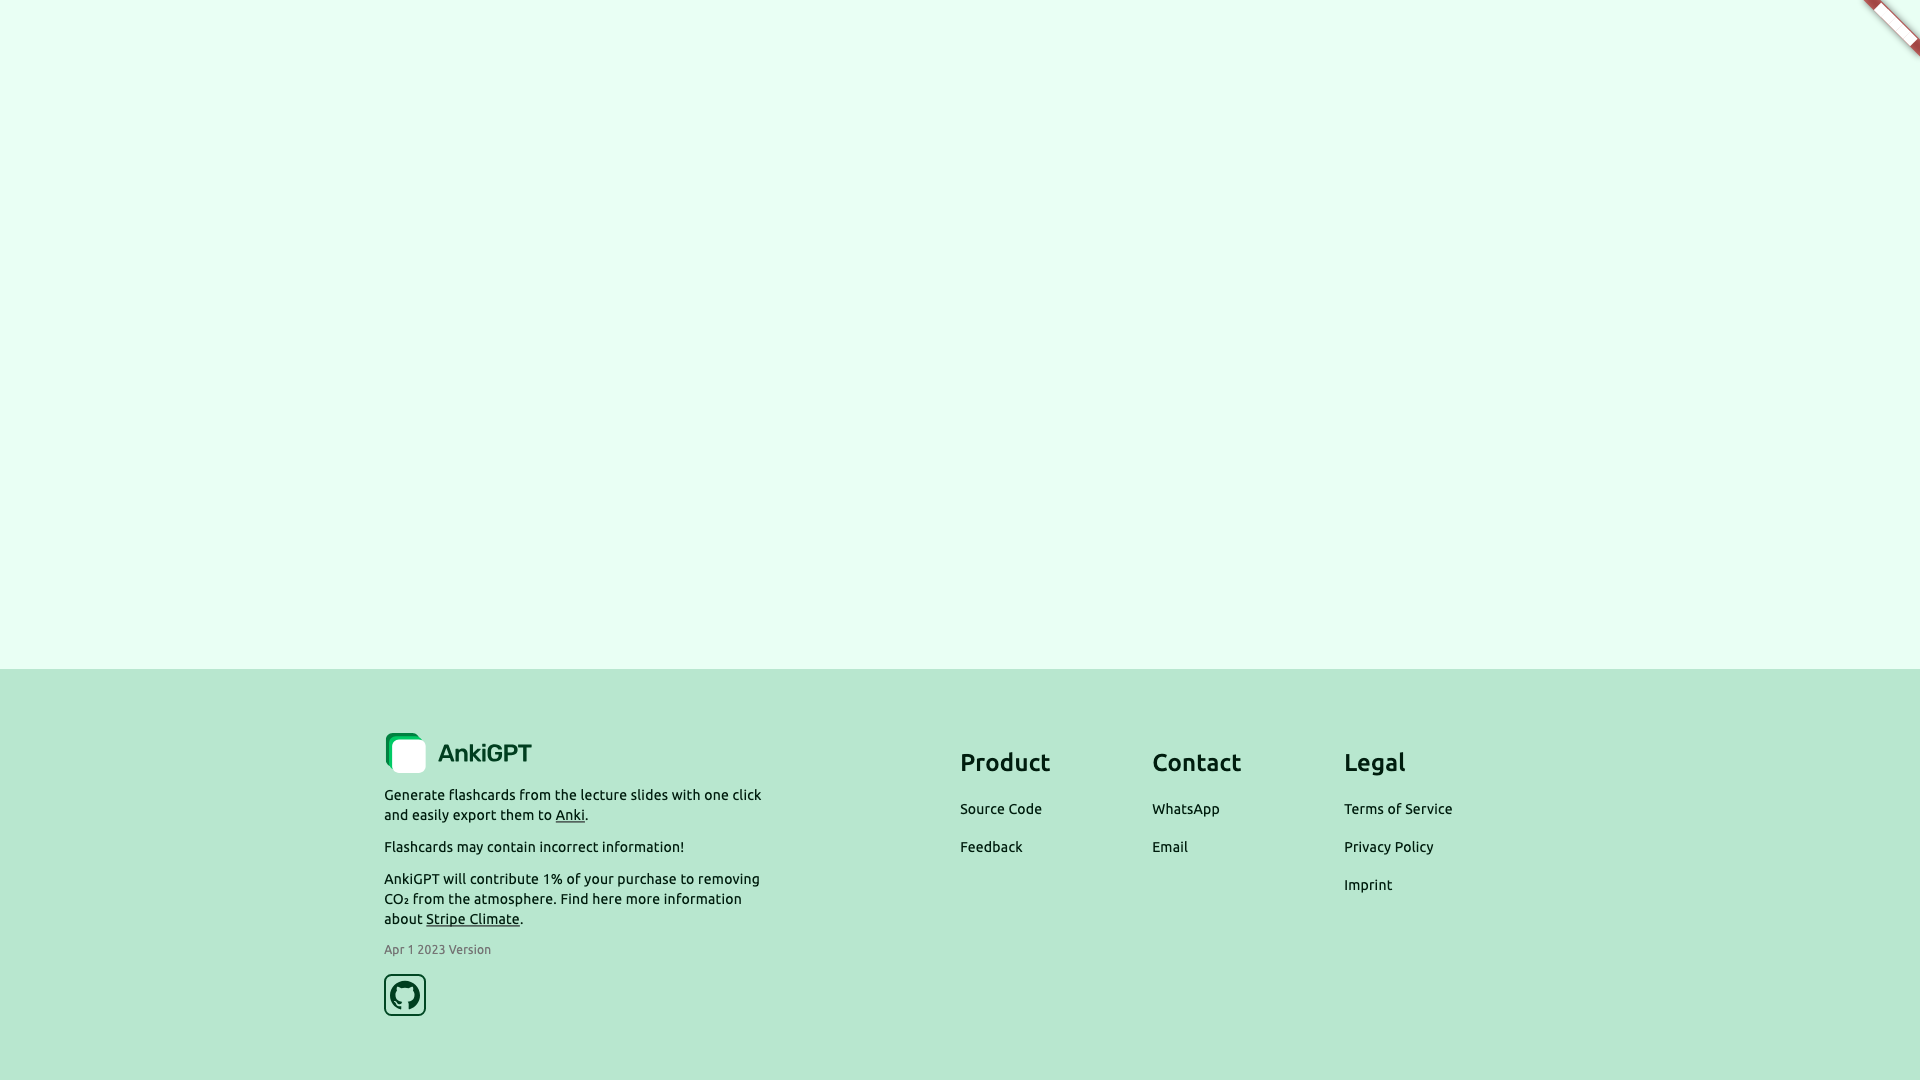 AnkiGPT
Generate flashcards from the lecture slides with one click
and easily export them to Anki.
Flashcards may contain incorrect information!
AnkiGPT will contribute 1% of your purchase to removing
CO₂ from the atmosphere. Find here more information
about Stripe Climate.
Apr 1 2023 Version
Product
Source Code
Feedback
Contact
WhatsApp
Email
Legal
Terms of Service
Privacy Policy
Imprint